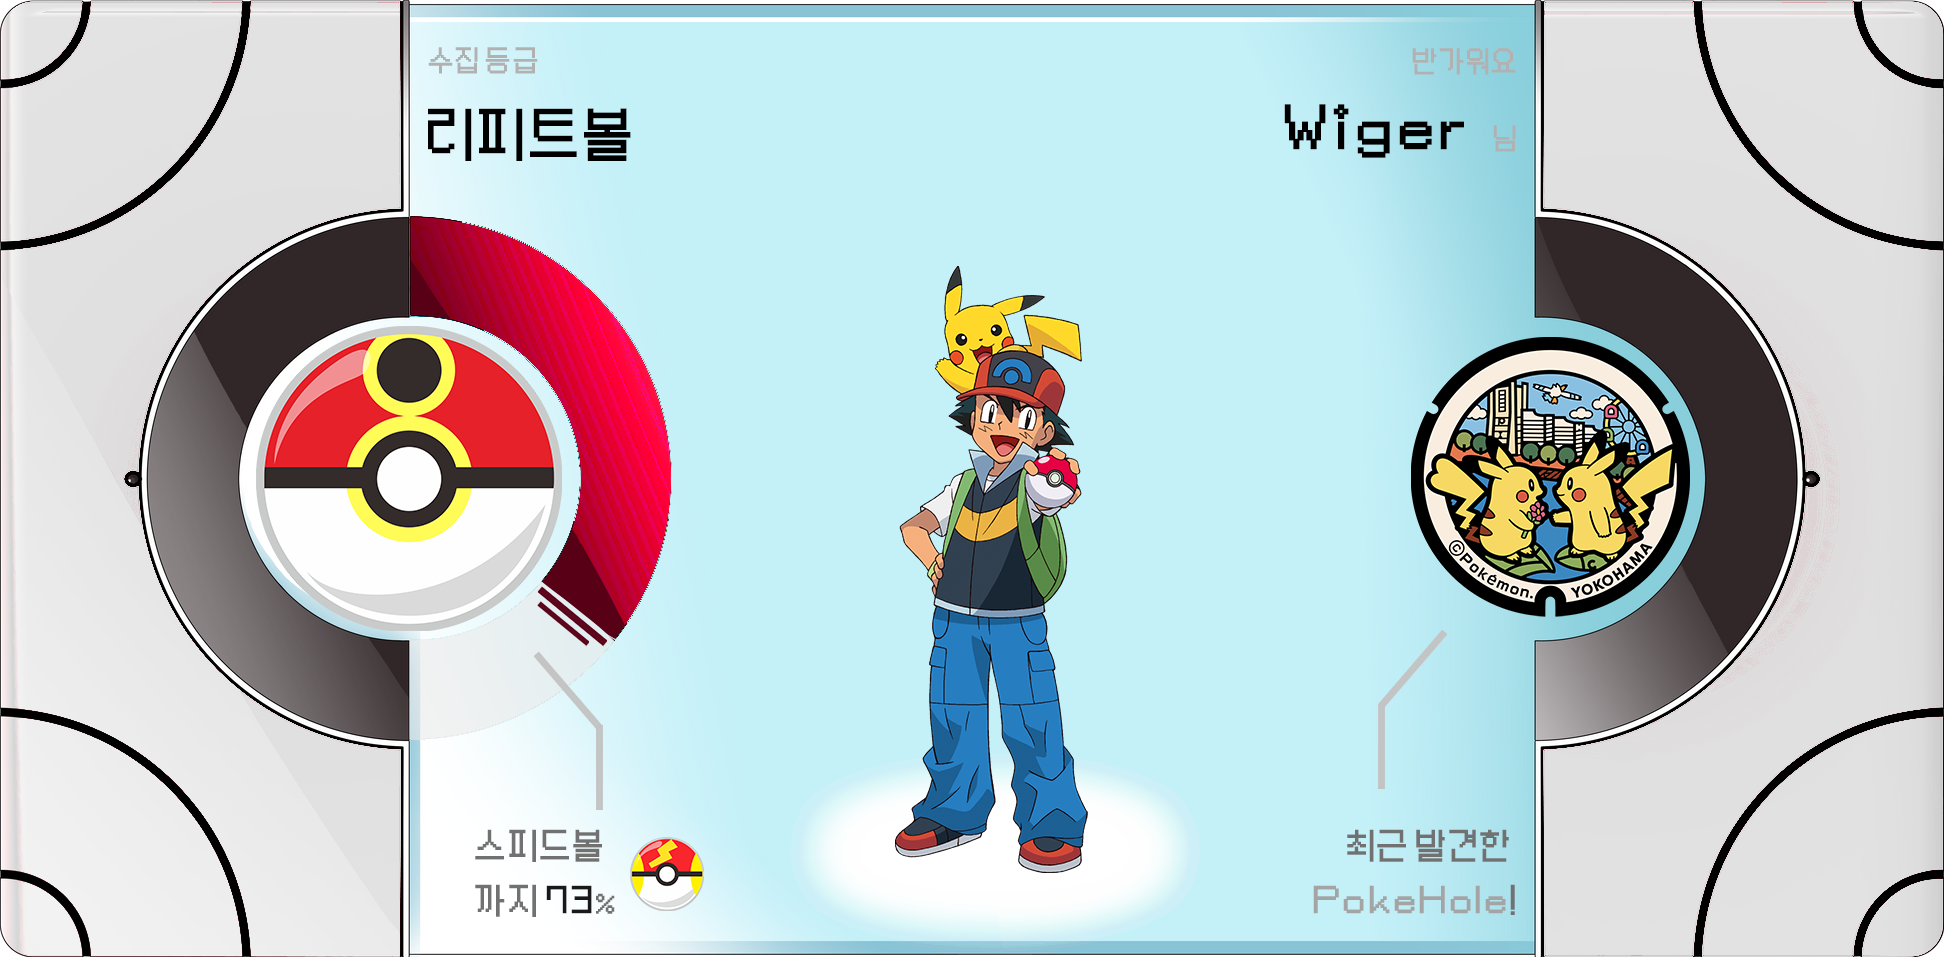 수집등급
반가워요
리피트볼
Wiger 님
©Pokémon. YOKOHAMA
스피드볼
까지 73%
최근 발견한
PokeHole!